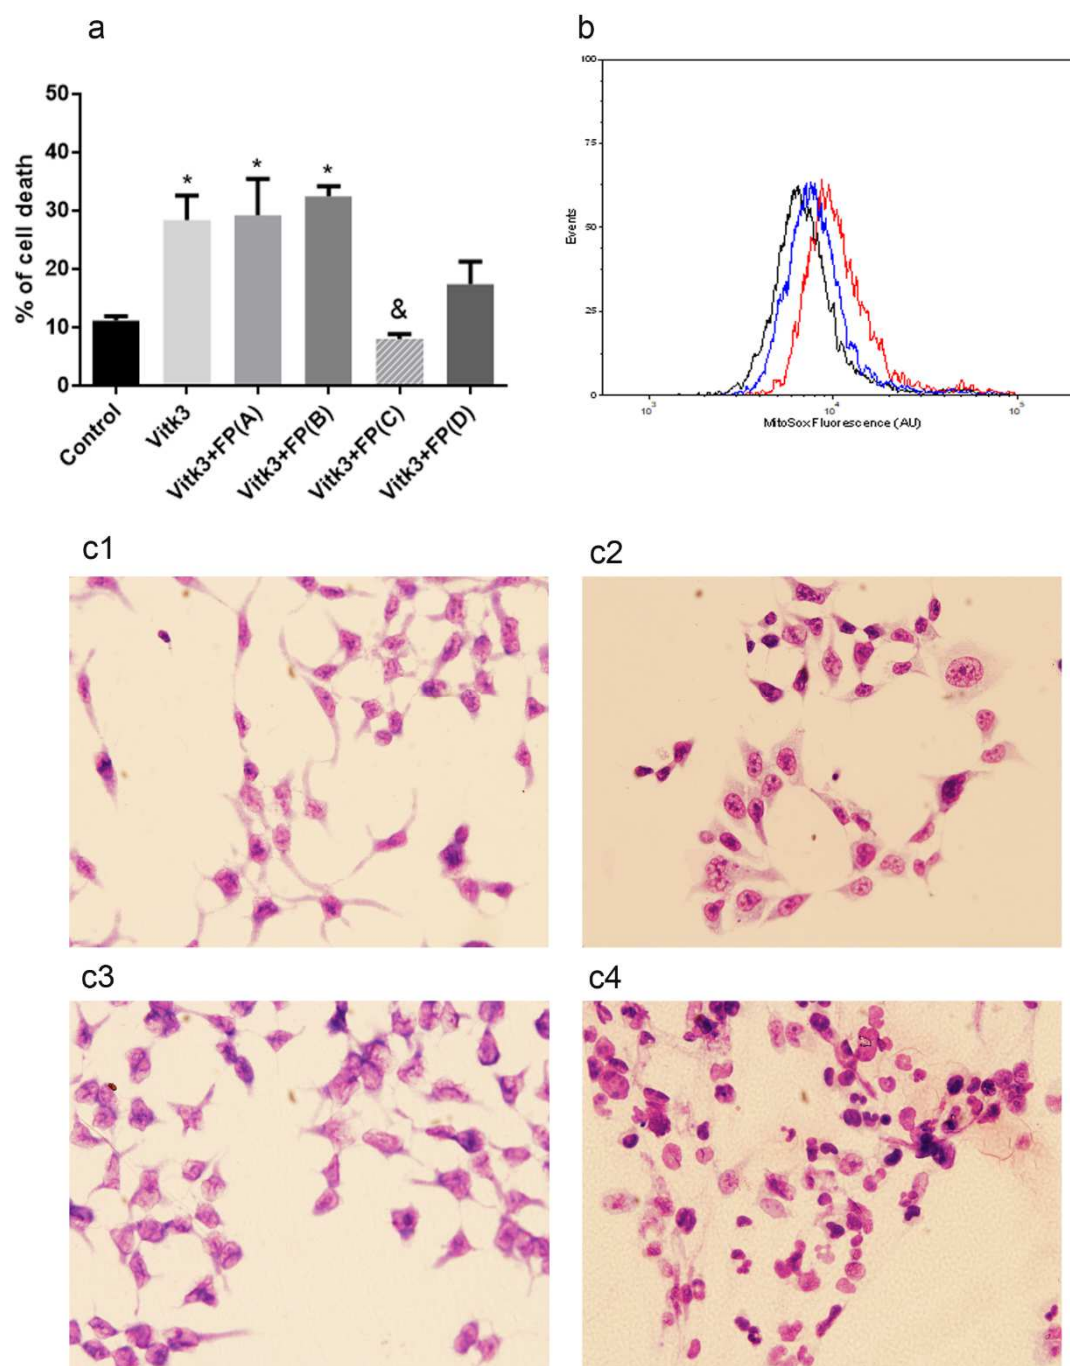 a
50
40
30
20
10
0
% of cell death
*
*
*
&
Control
Vitk3
Vitk3+FP(A)
Vitk3+FP(B)
Vitk3+FP(C)
Vitk3+FP(D)
b
100
75
50
25
0
Events
10³
10⁴
10⁵
MitoSox Fluorescence (AU)
c1
c2
c3
c4